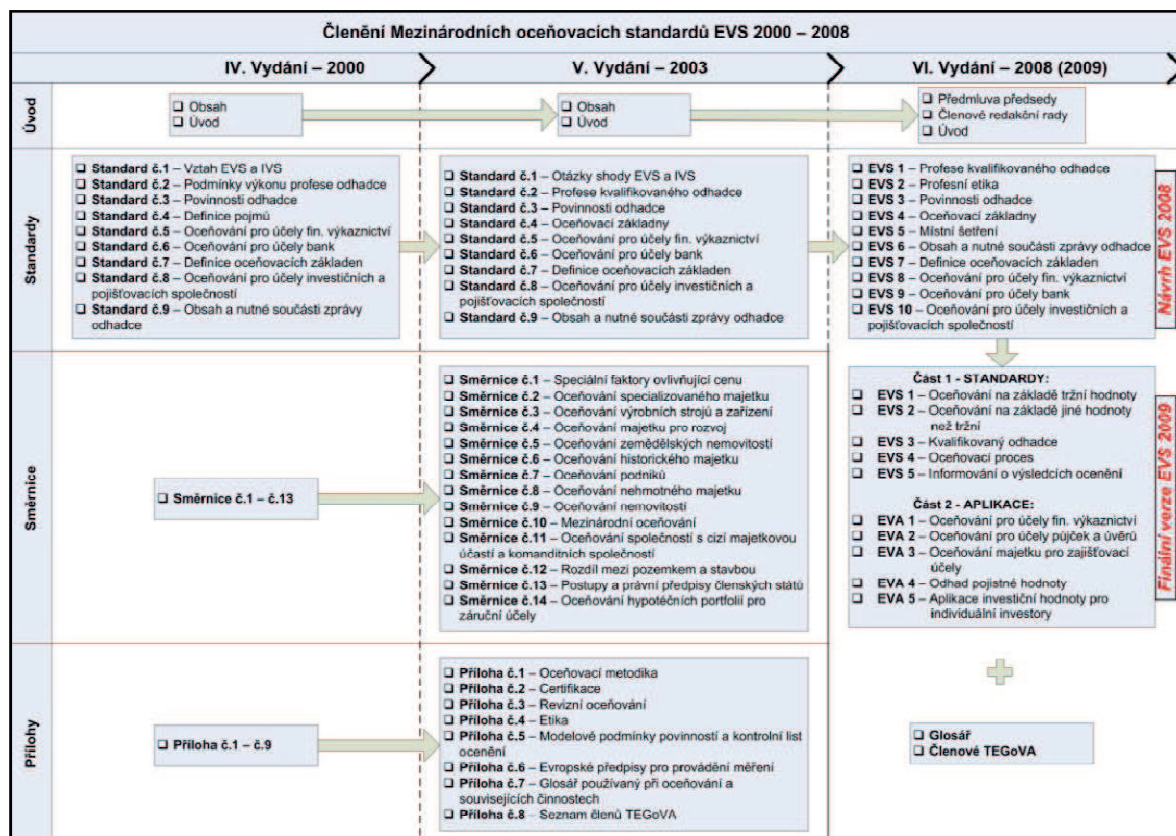 Členění Mezinárodních oceňovacích standardů EVS 2000 – 2008
IV. Vydání – 2000
V. Vydání – 2003
VI. Vydání – 2008 (2009)
Úvod
❑ Obsah
❑ Úvod
❑ Obsah
❑ Úvod
❑ Předmluva předsedy
❑ Členové redakční rady
❑ Úvod
Standardy
❑ Standard č.1 – Vztah EVS a IVS
❑ Standard č.2 – Podmínky výkonu profese odhadce
❑ Standard č.3 – Povinnosti odhadce
❑ Standard č.4 – Definice pojmů
❑ Standard č.5 – Oceňování pro účely fin. výkaznictví
❑ Standard č.6 – Oceňování pro účely bank
❑ Standard č.7 – Definice oceňovacích základen
❑ Standard č.8 – Oceňování pro účely investičních a
pojišťovacích společností
❑ Standard č.9 – Obsah a nutné součásti zprávy
odhadce
❑ Standard č.1 – Otázky shody EVS a IVS
❑ Standard č.2 – Profese kvalifikovaného odhadce
❑ Standard č.3 – Povinnosti odhadce
❑ Standard č.4 – Oceňovací základny
❑ Standard č.5 – Oceňování pro účely fin. výkaznictví
❑ Standard č.6 – Oceňování pro účely bank
❑ Standard č.7 – Definice oceňovacích základen
❑ Standard č.8 – Oceňování pro účely investičních a
pojišťovacích společností
❑ Standard č.9 – Obsah a nutné součásti zprávy odhadce
❑ EVS 1 – Profese kvalifikovaného odhadce
❑ EVS 2 – Profesní etika
❑ EVS 3 – Povinnosti odhadce
❑ EVS 4 – Oceňovací základny
❑ EVS 5 – Místní šetření
❑ EVS 6 – Obsah a nutné součásti zprávy odhadce
❑ EVS 7 – Definice oceňovacích základen
❑ EVS 8 – Oceňování pro účely fin. výkaznictví
❑ EVS 9 – Oceňování pro účely bank
❑ EVS 10 – Oceňování pro účely investičních a
pojišťovacích společností
Návrh EVS 2008
Směrnice
❑ Směrnice č.1 – č.13
❑ Směrnice č.1 – Speciální faktory ovlivňující cenu
❑ Směrnice č.2 – Oceňování specializovaného majetku
❑ Směrnice č.3 – Oceňování výrobních strojů a zařízení
❑ Směrnice č.4 – Oceňování majetku pro rozvoj
❑ Směrnice č.5 – Oceňování zemědělských nemovitostí
❑ Směrnice č.6 – Oceňování historického majetku
❑ Směrnice č.7 – Oceňování podniků
❑ Směrnice č.8 – Oceňování nehmotného majetku
❑ Směrnice č.9 – Oceňování nemovitostí
❑ Směrnice č.10 – Mezinárodní oceňování
❑ Směrnice č.11 – Oceňování společností s cizí majetkovou
účastí a komanditních společností
❑ Směrnice č.12 – Rozdíl mezi pozemkem a stavbou
❑ Směrnice č.13 – Postupy a právní předpisy členských států
❑ Směrnice č.14 – Oceňování hypotéčních portfolií pro
záruční účely
Část 1 - STANDARDY:
❑ EVS 1 – Oceňování na základě tržní hodnoty
❑ EVS 2 – Oceňování na základě jiné hodnoty
než tržní
❑ EVS 3 – Kvalifikovaný odhadce
❑ EVS 4 – Oceňovací proces
❑ EVS 5 – Informování o výsledcích ocenění
Část 2 - APLIKACE:
❑ EVA 1 – Oceňování pro účely fin. výkaznictví
❑ EVA 2 – Oceňování pro účely půjček a úvěrů
❑ EVA 3 – Oceňování majetku pro zajišťovací
účely
❑ EVA 4 – Odhad pojistné hodnoty
❑ EVA 5 – Aplikace investiční hodnoty pro
individuální investory
Finální verze EVS 2009
Přílohy
❑ Příloha č.1 – č.9
❑ Příloha č.1 – Oceňovací metodika
❑ Příloha č.2 – Certifikace
❑ Příloha č.3 – Revizní oceňování
❑ Příloha č.4 – Etika
❑ Příloha č.5 – Modelové podmínky povinností a kontrolní list
ocenění
❑ Příloha č.6 – Evropské předpisy pro provádění měření
❑ Příloha č.7 – Glosář používaný při oceňování a
souvisejících činnostech
❑ Příloha č.8 – Seznam členů TEGoVA
❑ Glosář
❑ Členové TEGoVA